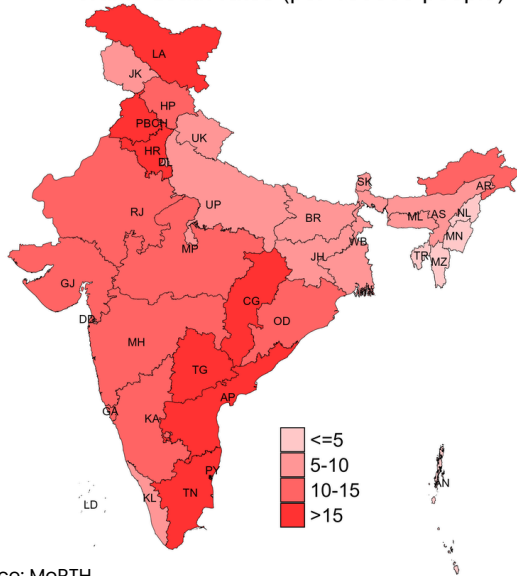 LA
JK
HP
PB CH
UK
HR
DL
SK
AR
RJ
UP
BR
ML AS NL
MN
WB
MP
JH
TR MZ
GJ
CG
DD
OD
MH
TG
AP
GA
KA
<=5
5-10
10-15
>15
PY
AN
KL TN
LD